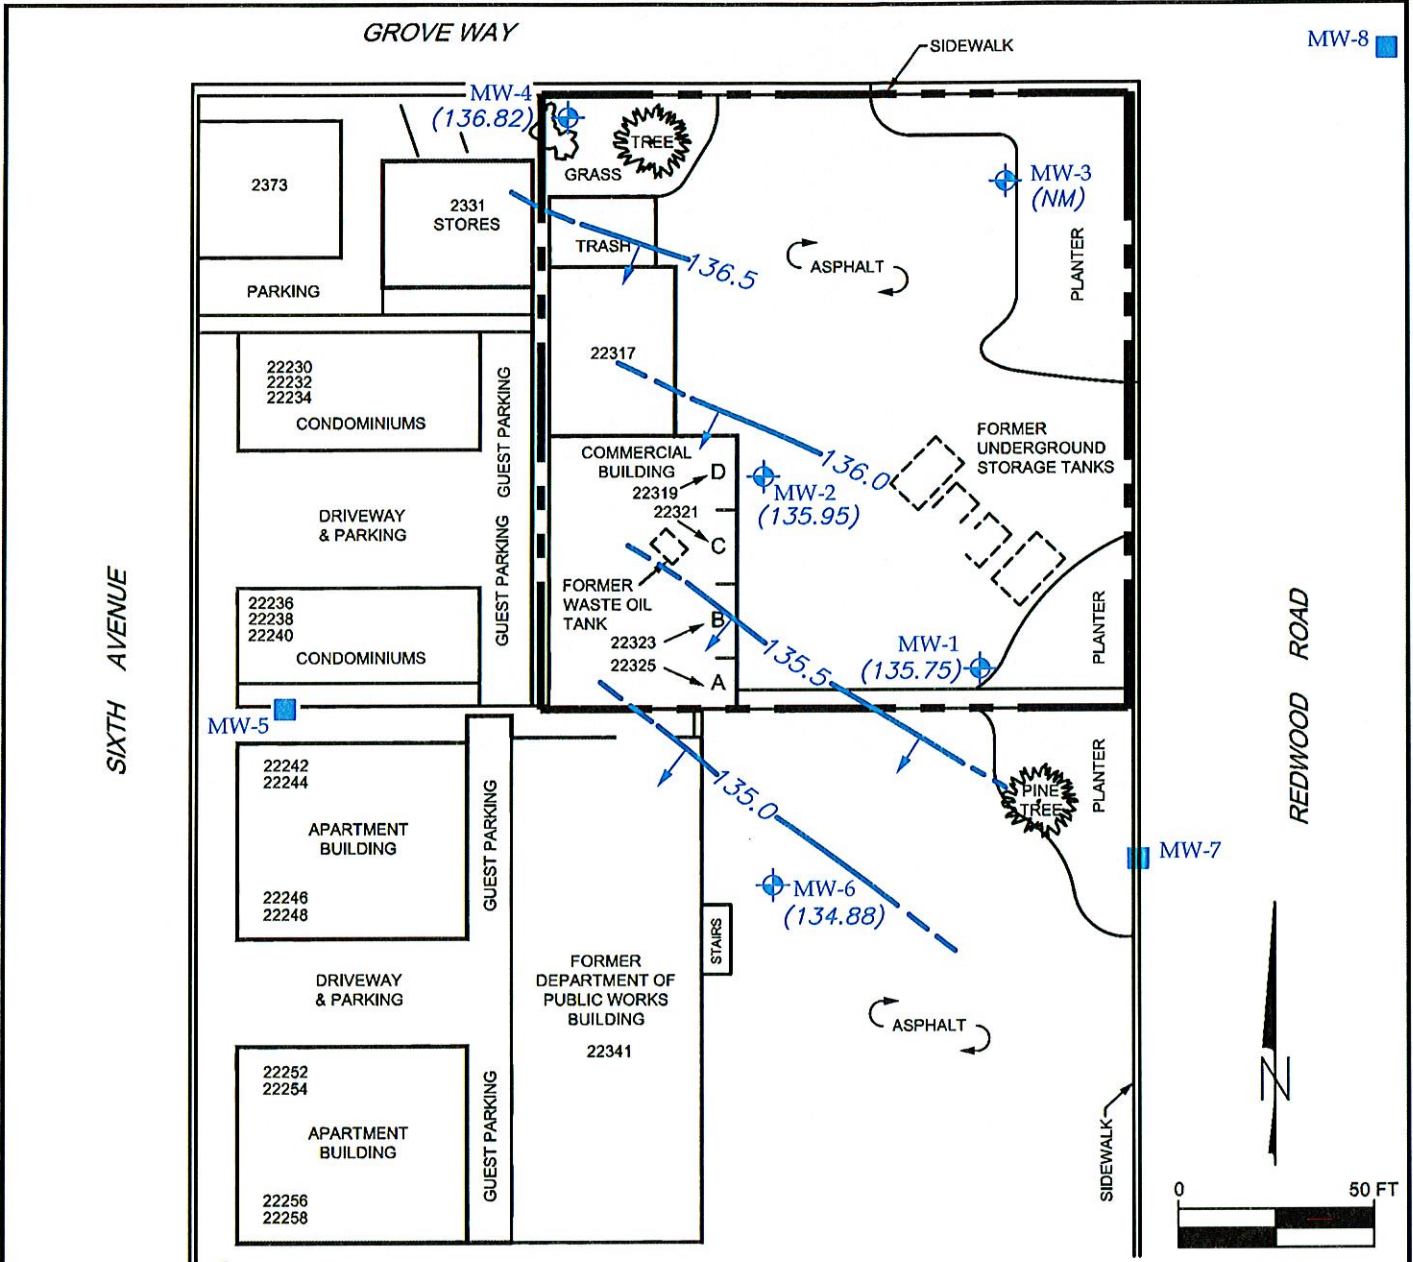 GROVE WAY
MW-8
SIDEWALK
MW-4
(136.82)
TREE
GRASS
MW-3
(NM)
2373
2331
STORES
TRASH
136.5
ASPHALT
PLANTER
PARKING
22317
22230
22232
22234
CONDOMINIUMS
GUEST PARKING
COMMERCIAL
BUILDING
D
22319
22321
C
136.0
MW-2
(135.95)
FORMER
UNDERGROUND
STORAGE TANKS
DRIVEWAY
& PARKING
GUEST PARKING
FORMER
WASTE OIL
TANK
B
22323
22325
A
135.5
MW-1
(135.75)
PLANTER
22236
22238
22240
CONDOMINIUMS
SIXTH AVENUE
REDWOOD ROAD
MW-5
22242
22244
APARTMENT
BUILDING
22246
22248
GUEST PARKING
135.0
PINE
TREE
PLANTER
MW-7
MW-6
(134.88)
STAIRS
DRIVEWAY
& PARKING
FORMER
DEPARTMENT OF
PUBLIC WORKS
BUILDING
22341
ASPHALT
22252
22254
APARTMENT
BUILDING
22256
22258
GUEST PARKING
SIDEWALK
N
0 50 FT